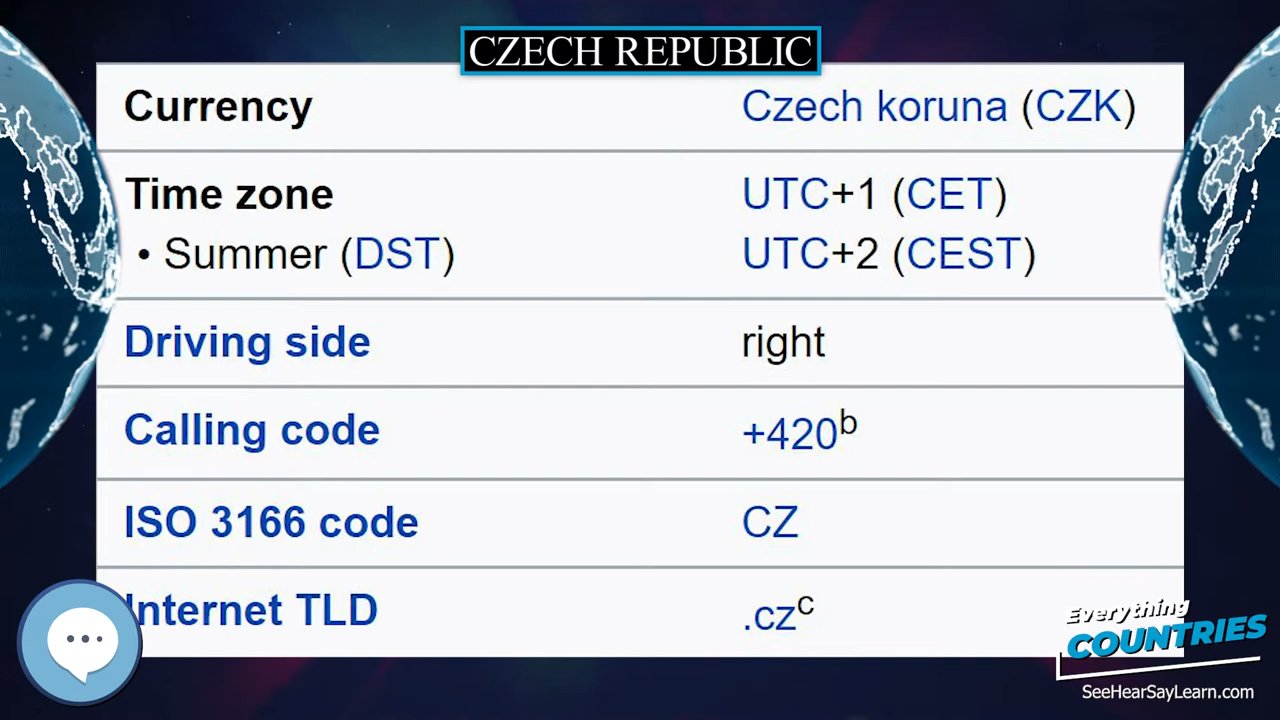 CZECH REPUBLIC
Currency Czech koruna (CZK)
Time zone UTC+1 (CET)
• Summer (DST) UTC+2 (CEST)
Driving side right
Calling code +420ᵇ
ISO 3166 code CZ
Internet TLD .czᶜ
Everything
COUNTRIES
SeeHearSayLearn.com